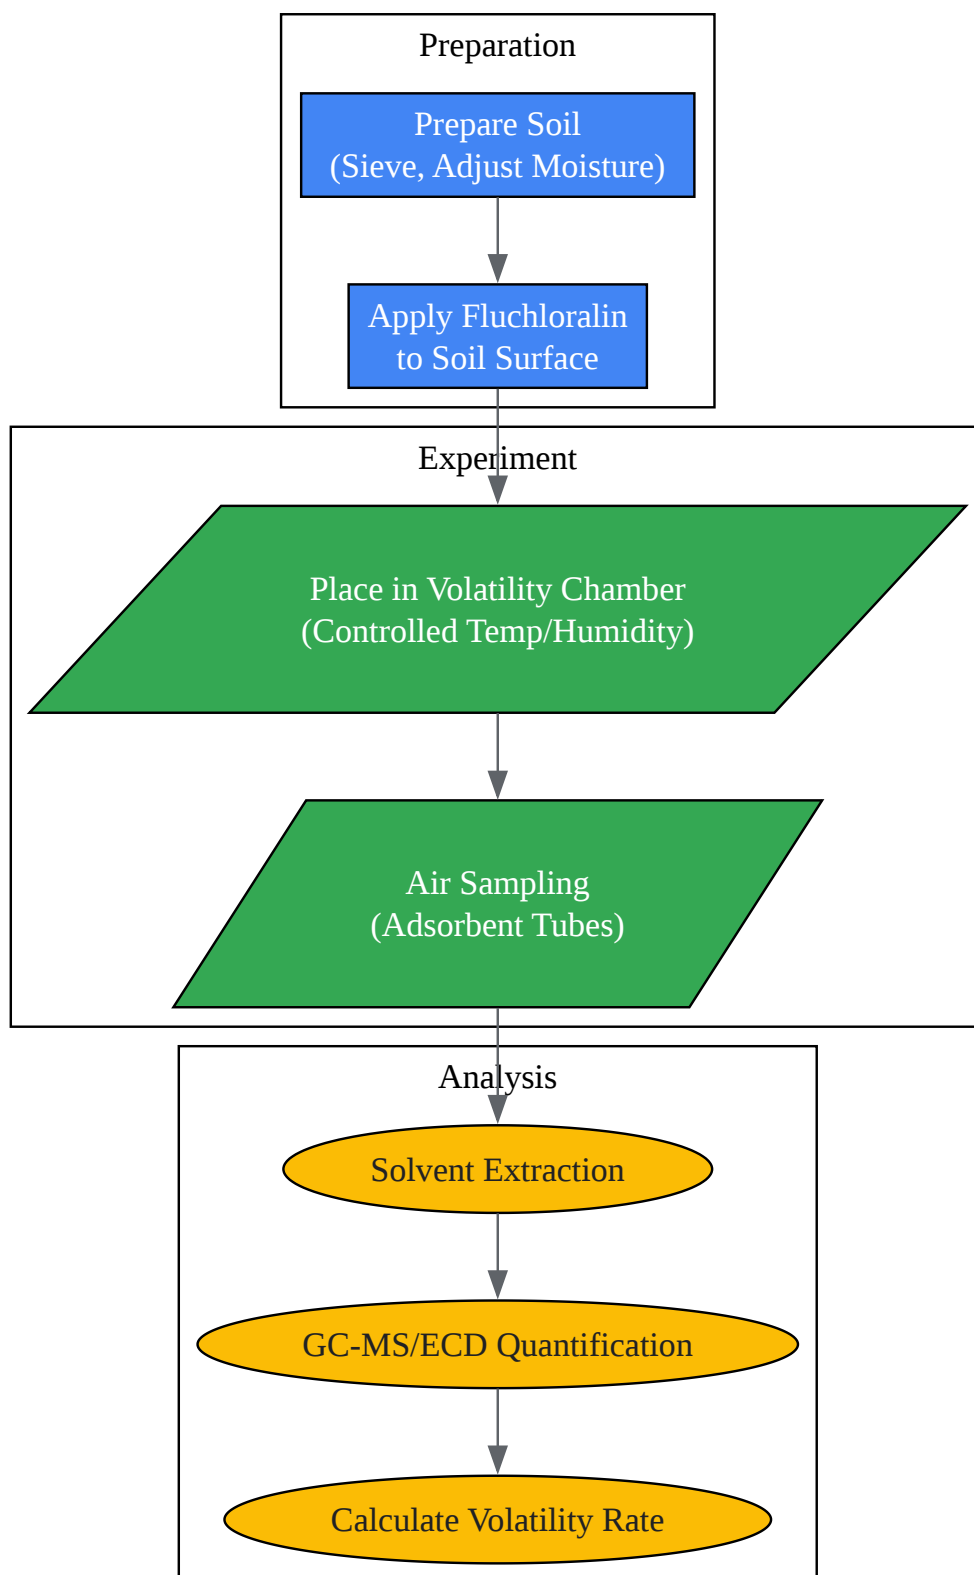 Preparation
Prepare Soil
(Sieve, Adjust Moisture)
Apply Fluchloralin
to Soil Surface
Experiment
Place in Volatility Chamber
(Controlled Temp/Humidity)
Air Sampling
(Adsorbent Tubes)
Analysis
Solvent Extraction
GC-MS/ECD Quantification
Calculate Volatility Rate